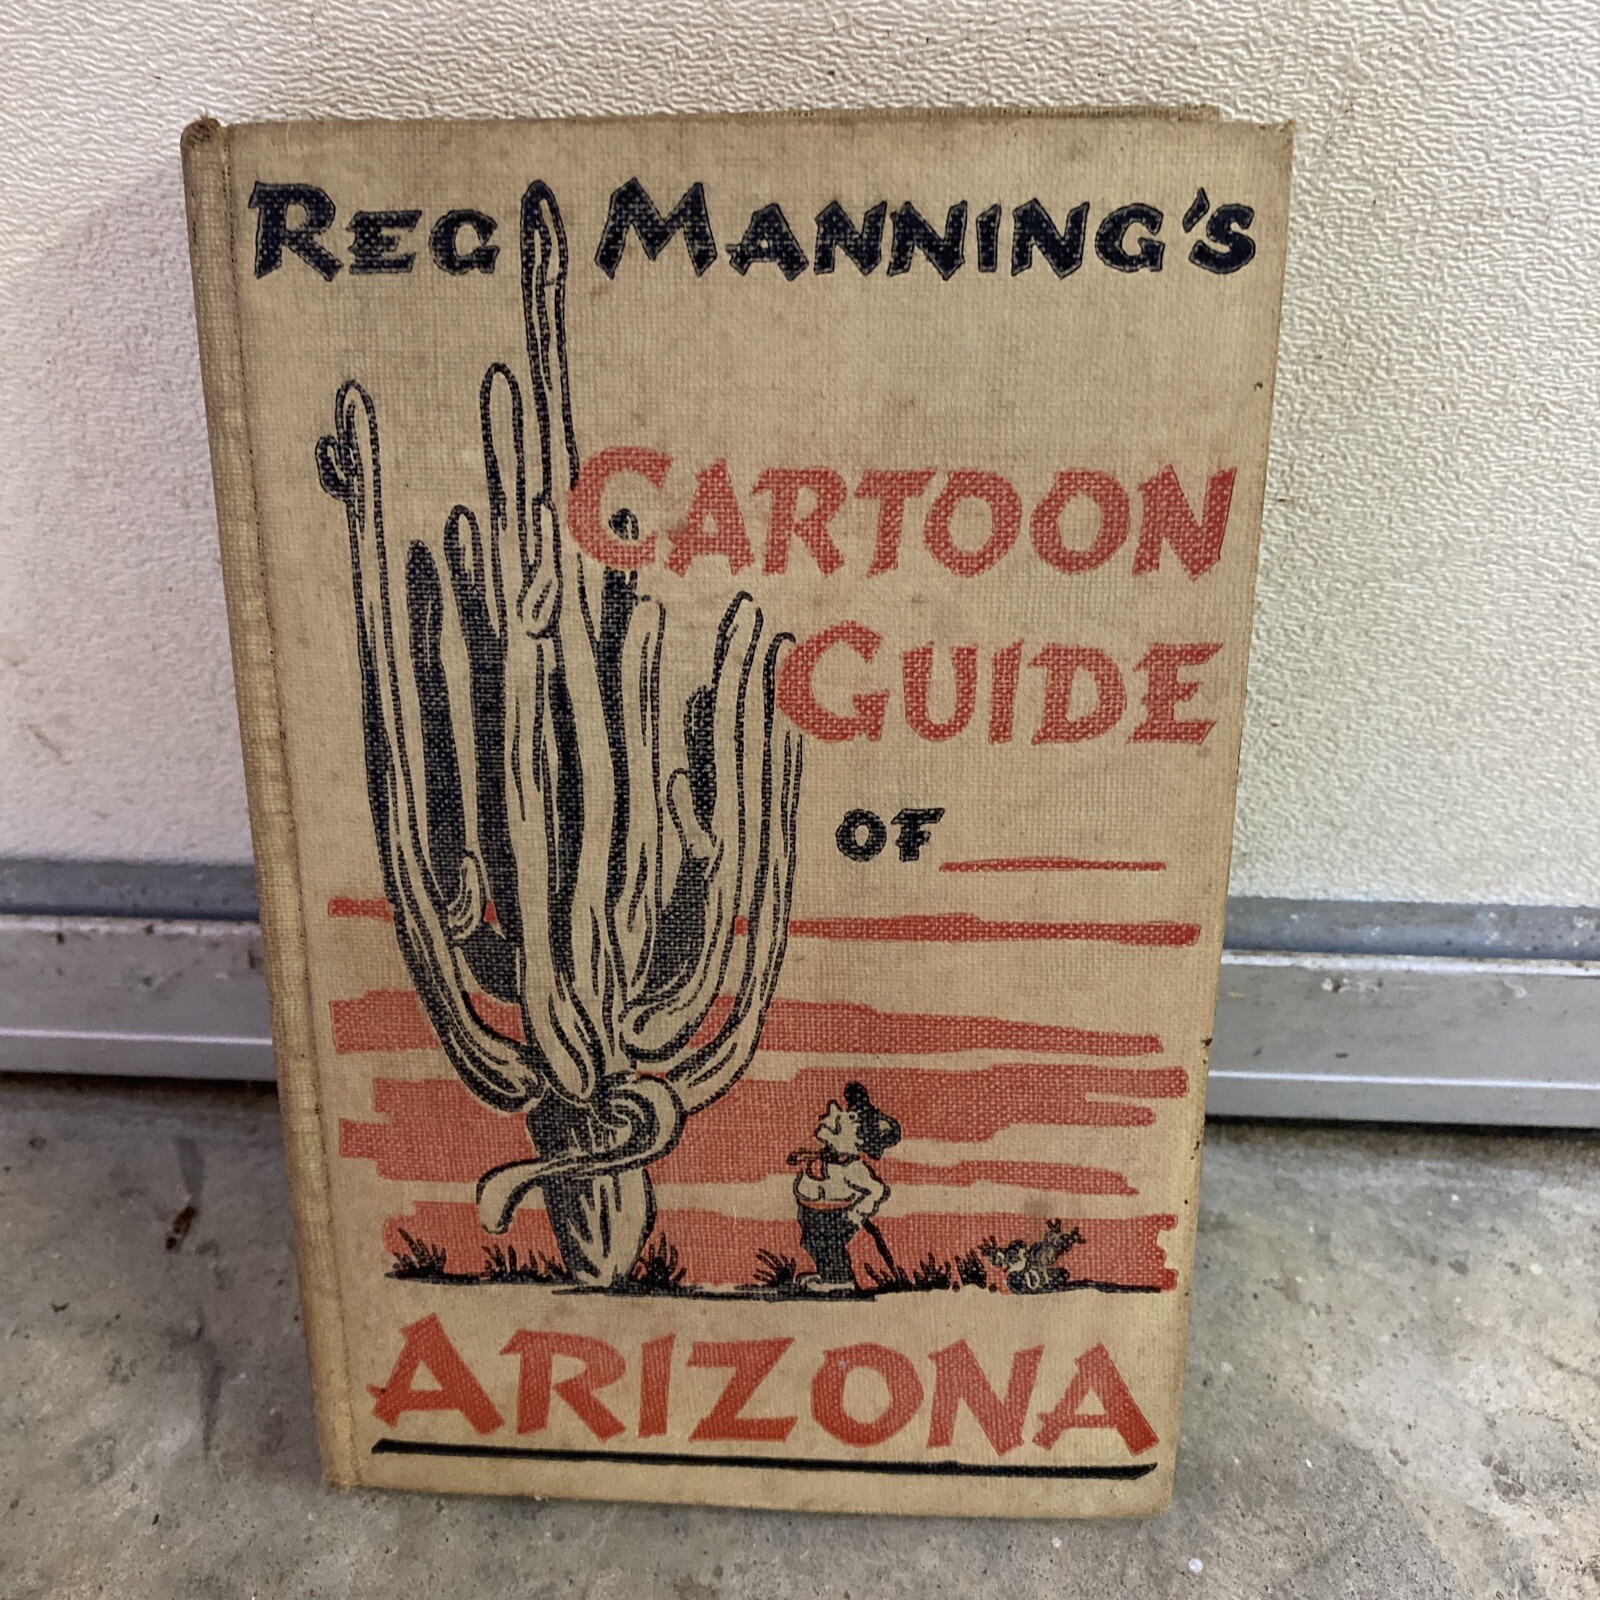 REG MANNING'S
CARTOON
GUIDE
OF
ARIZONA